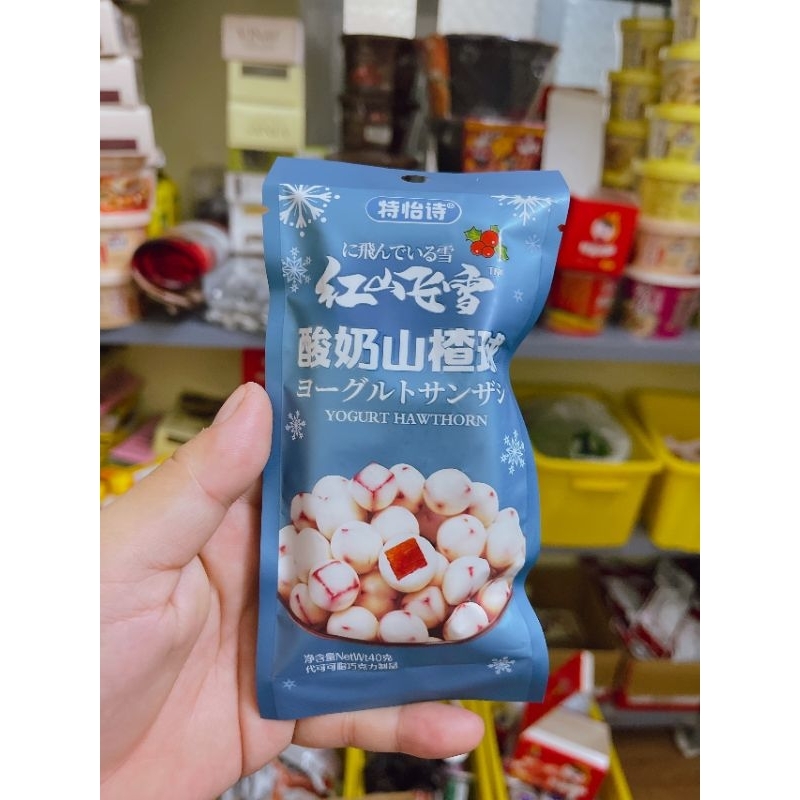 特怡诗®
に飛んでいる雪
红山飞雪
TM
酸奶山楂球
ヨーグルトサンザシ
YOGURT HAWTHORN
净含量NetWt40克
代可可脂巧克力制品